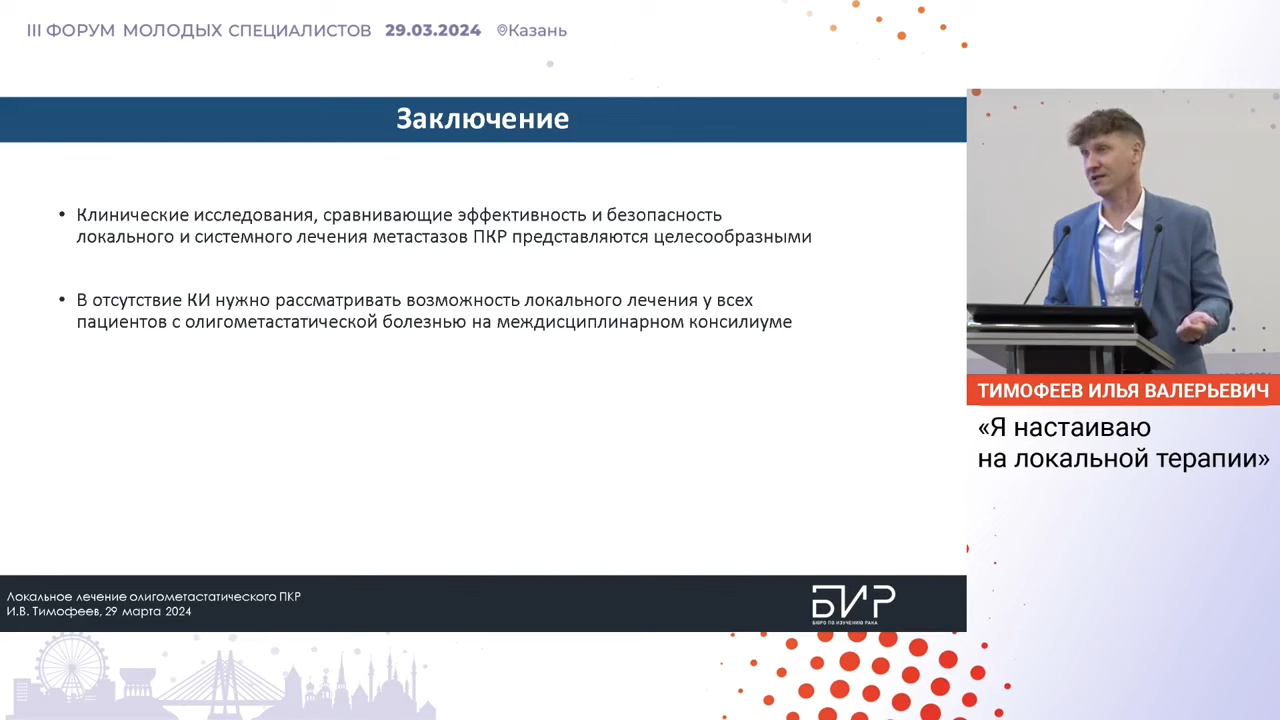 III ФОРУМ МОЛОДЫХ СПЕЦИАЛИСТОВ 29.03.2024 Казань
Заключение
• Клинические исследования, сравнивающие эффективность и безопасность
локального и системного лечения метастазов ПКР представляются целесообразными
• В отсутствие КИ нужно рассматривать возможность локального лечения у всех
пациентов с олигометастатической болезнью на междисциплинарном консилиуме
ТИМОФЕЕВ ИЛЬЯ ВАЛЕРЬЕВИЧ
«Я настаиваю
на локальной терапии»
Локальное лечение олигометастатического ПКР
И.В. Тимофеев, 29 марта 2024
БИР
БЮРО ПО ИЗУЧЕНИЮ РАКА